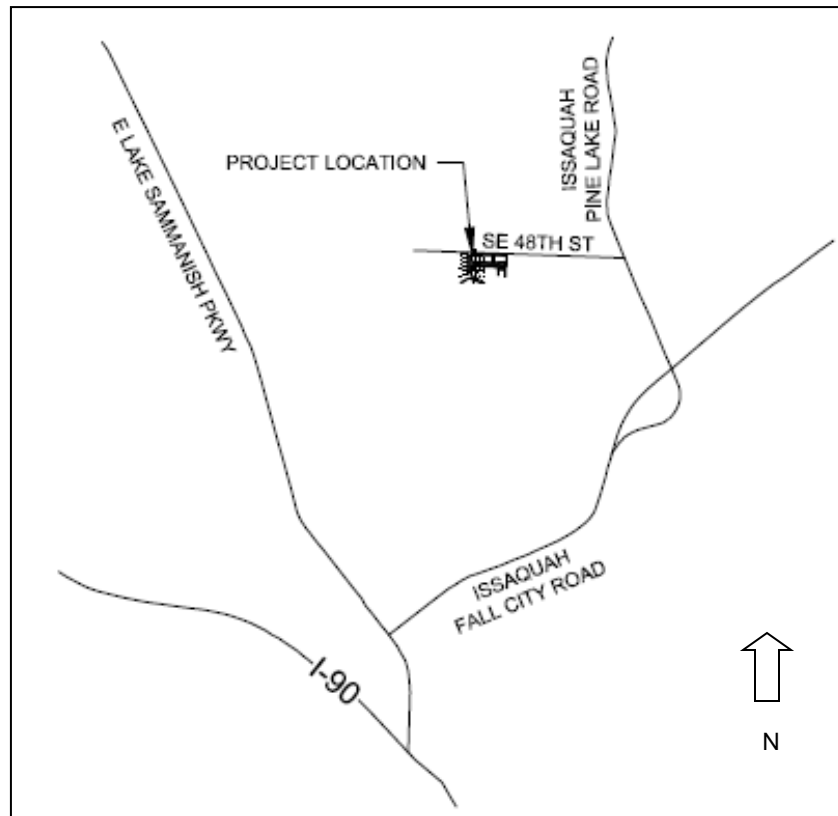 E LAKE SAMMANISH PKWY
PROJECT LOCATION
ISSAQUAH
PINE LAKE ROAD
SE 48TH ST
ISSAQUAH
FALL CITY ROAD
I-90
N